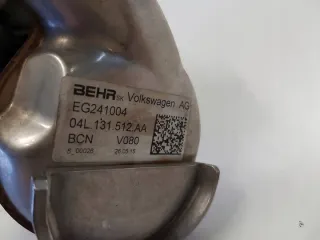 BEHR Volkswagen AG
EG241004
04L.131.512.AA
BCN V080